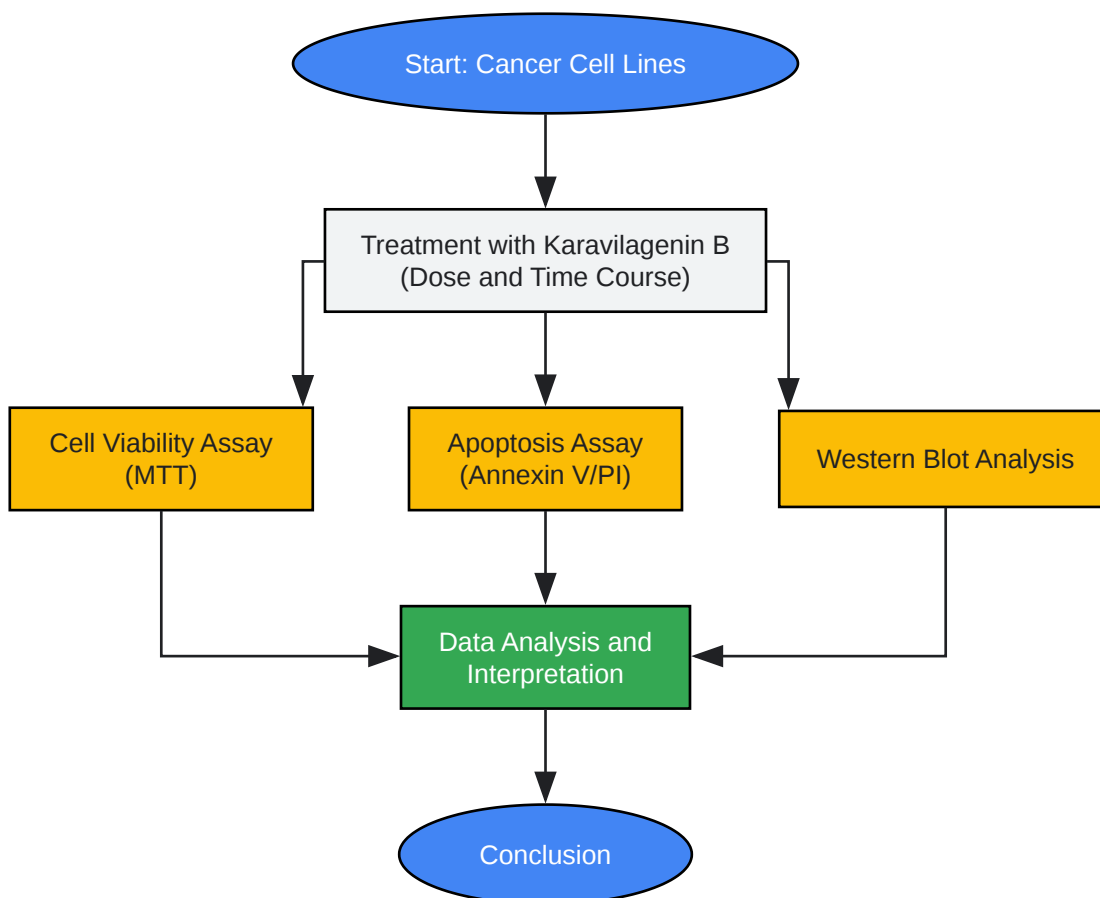 Start: Cancer Cell Lines
Treatment with Karavilagenin B
(Dose and Time Course)
Cell Viability Assay
(MTT)
Apoptosis Assay
(Annexin V/PI)
Western Blot Analysis
Data Analysis and
Interpretation
Conclusion